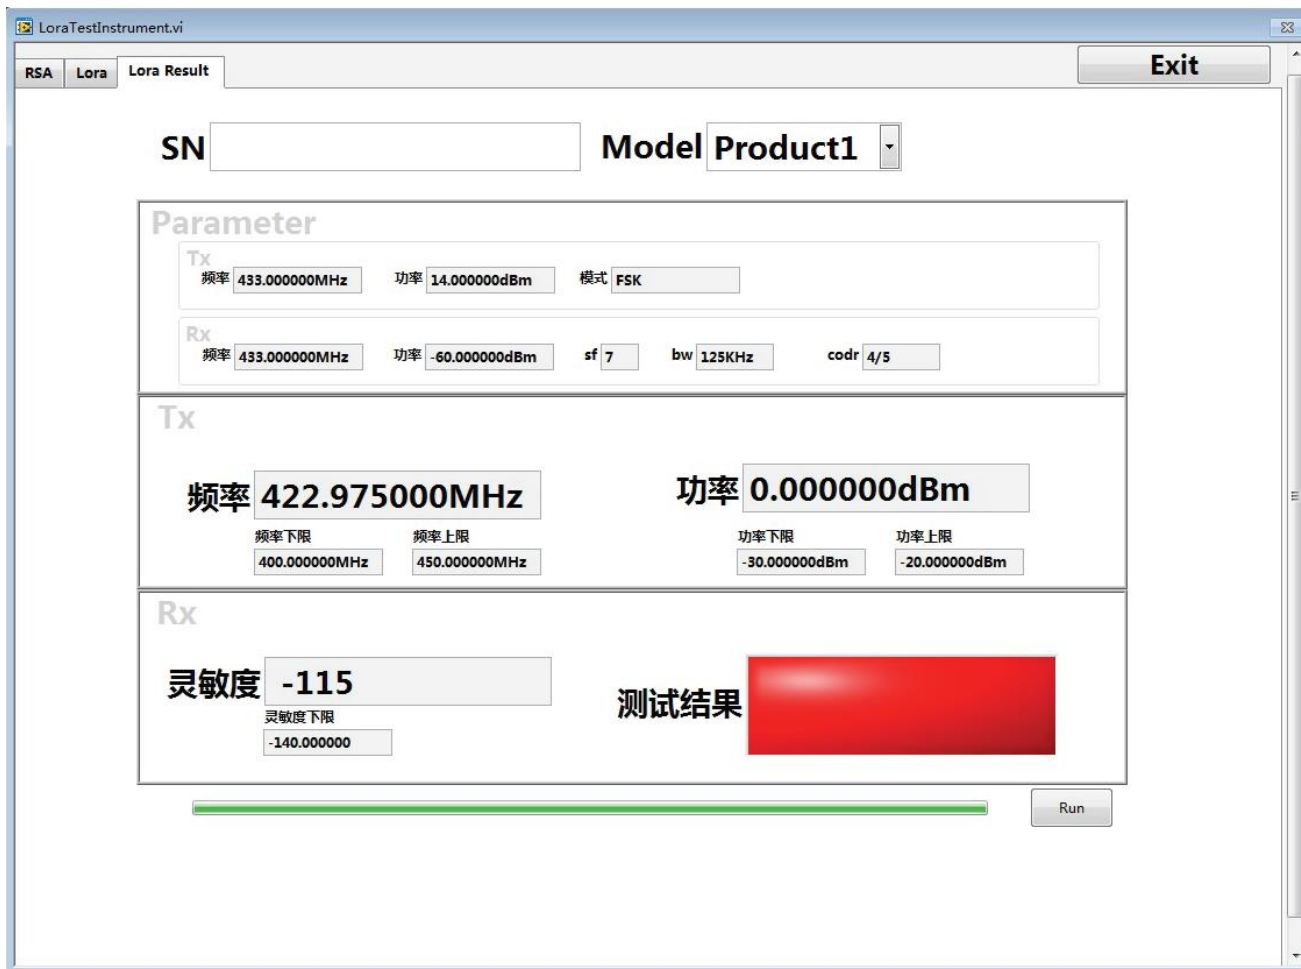 LoraTestInstrument.vi
RSA Lora Lora Result Exit
SN Model Product1
Parameter
Tx
频率 433.000000MHz 功率 14.000000dBm 模式 FSK
Rx
频率 433.000000MHz 功率 -60.000000dBm sf 7 bw 125KHz codr 4/5
Tx
频率 422.975000MHz 功率 0.000000dBm
频率下限 频率上限 功率下限 功率上限
400.000000MHz 450.000000MHz -30.000000dBm -20.000000dBm
Rx
灵敏度 -115 测试结果
灵敏度下限
-140.000000
Run